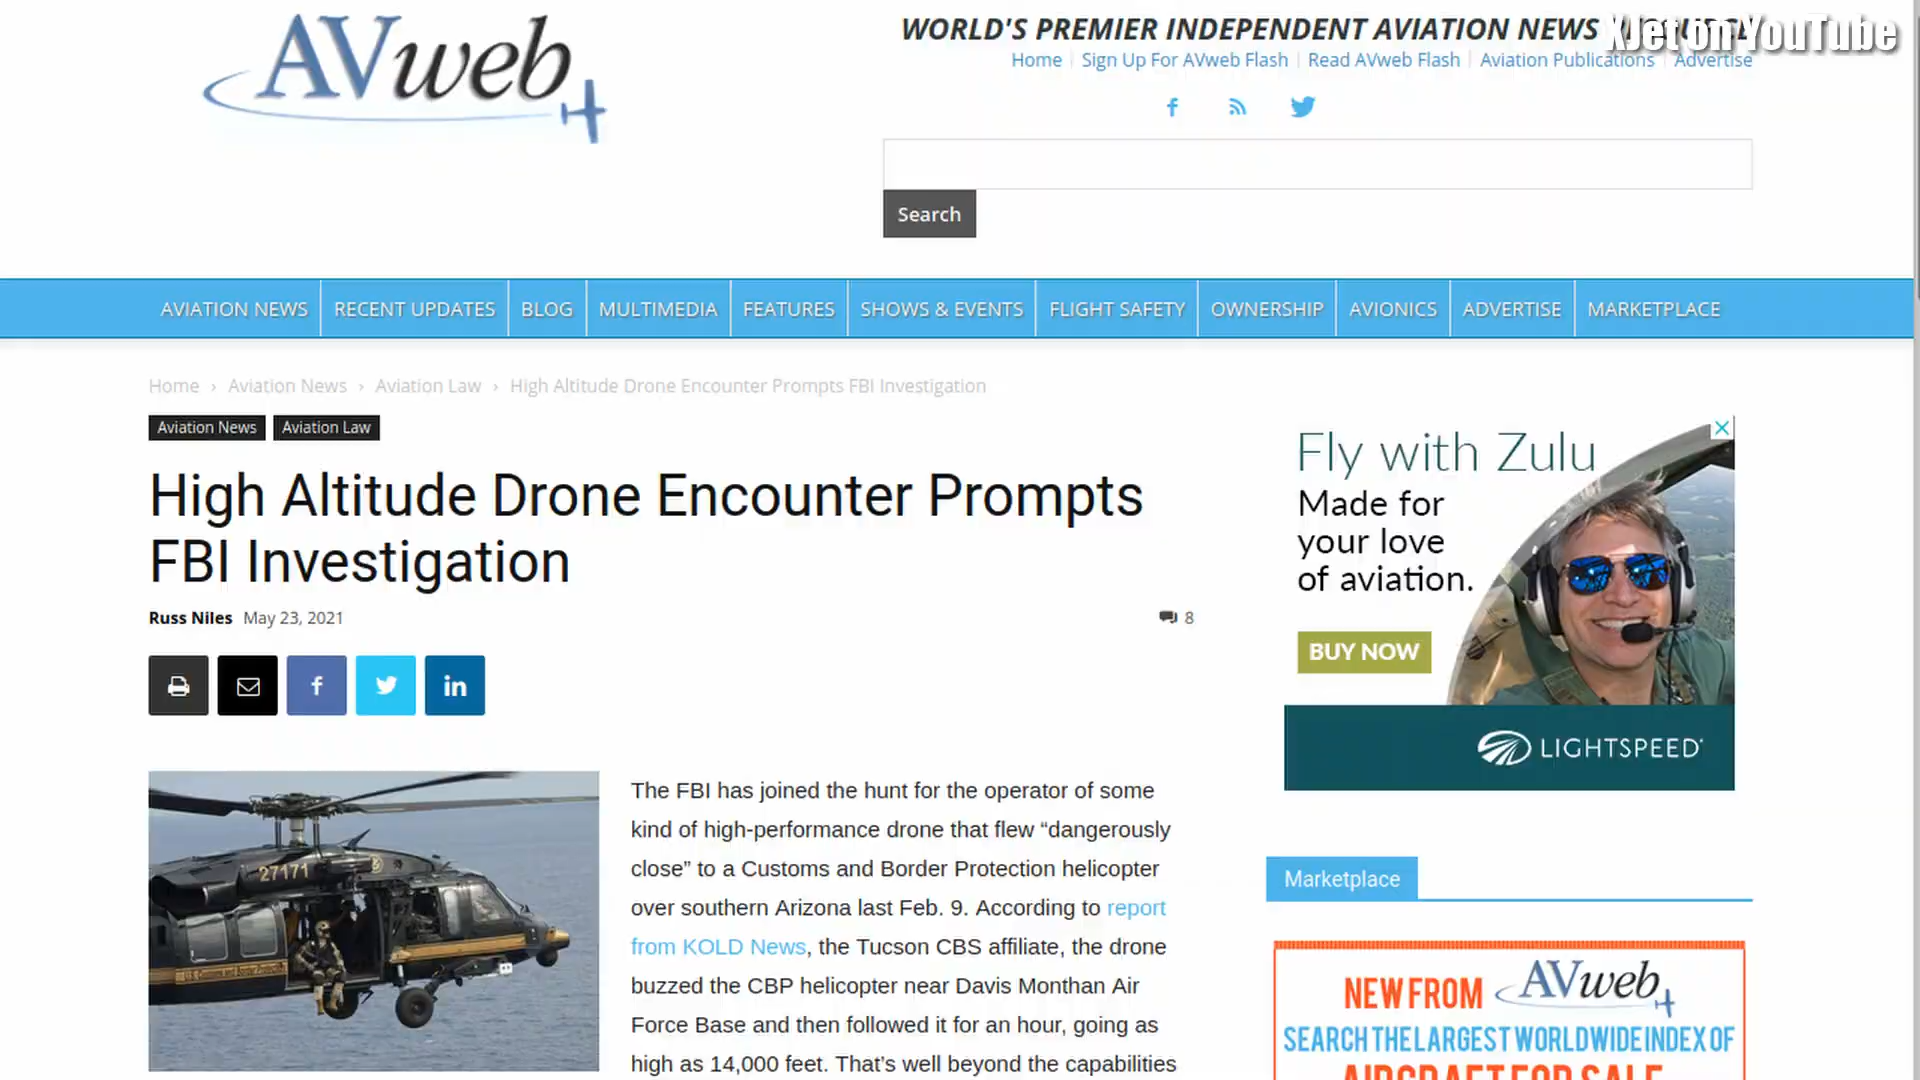 AVweb
WORLD'S PREMIER INDEPENDENT AVIATION NEWS
XJet on YouTube
Home
Sign Up For AVweb Flash
Read AVweb Flash
Aviation Publications
Advertise
Search
AVIATION NEWS
RECENT UPDATES
BLOG
MULTIMEDIA
FEATURES
SHOWS & EVENTS
FLIGHT SAFETY
OWNERSHIP
AVIONICS
ADVERTISE
MARKETPLACE
Home › Aviation News › Aviation Law › High Altitude Drone Encounter Prompts FBI Investigation
Aviation News
Aviation Law
High Altitude Drone Encounter Prompts
FBI Investigation
Russ Niles May 23, 2021
8
27171
The FBI has joined the hunt for the operator of some
kind of high-performance drone that flew “dangerously
close” to a Customs and Border Protection helicopter
over southern Arizona last Feb. 9. According to report
from KOLD News, the Tucson CBS affiliate, the drone
buzzed the CBP helicopter near Davis Monthan Air
Force Base and then followed it for an hour, going as
high as 14,000 feet. That’s well beyond the capabilities
Fly with Zulu
Made for
your love
of aviation.
BUY NOW
LIGHTSPEED
Marketplace
NEW FROM AVweb
SEARCH THE LARGEST WORLDWIDE INDEX OF
AIRCRAFT FOR SALE